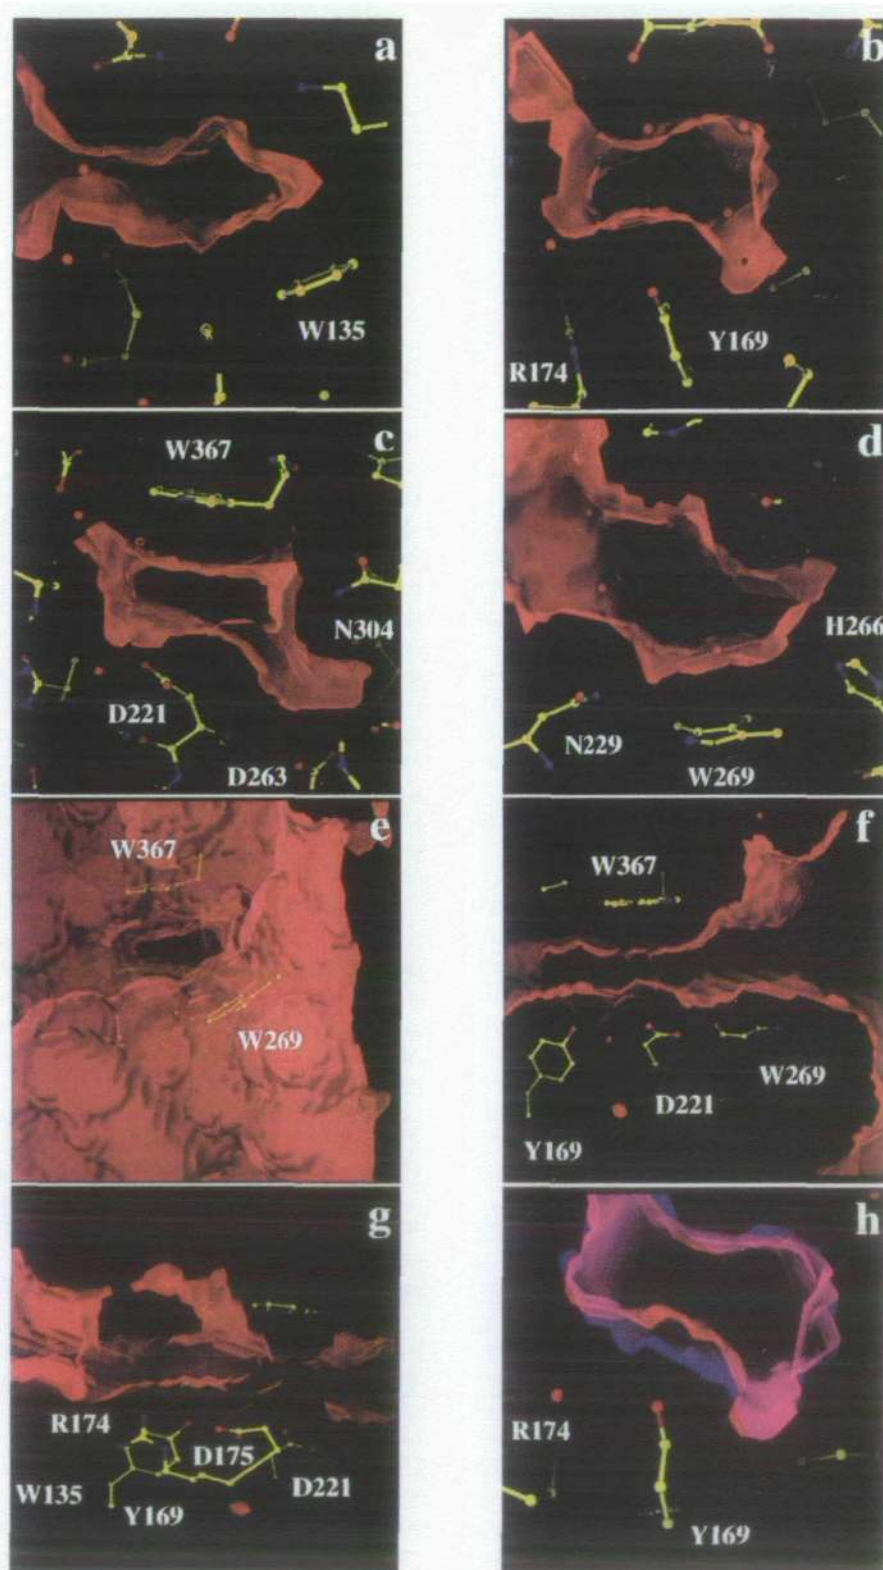 a
W135
b
Y169
R174
c
W367
N304
D221
D263
d
H266
N229
W269
e
W367
W269
f
W367
W269
D221
Y169
g
R174
D175
W135
D221
Y169
h
R174
Y169